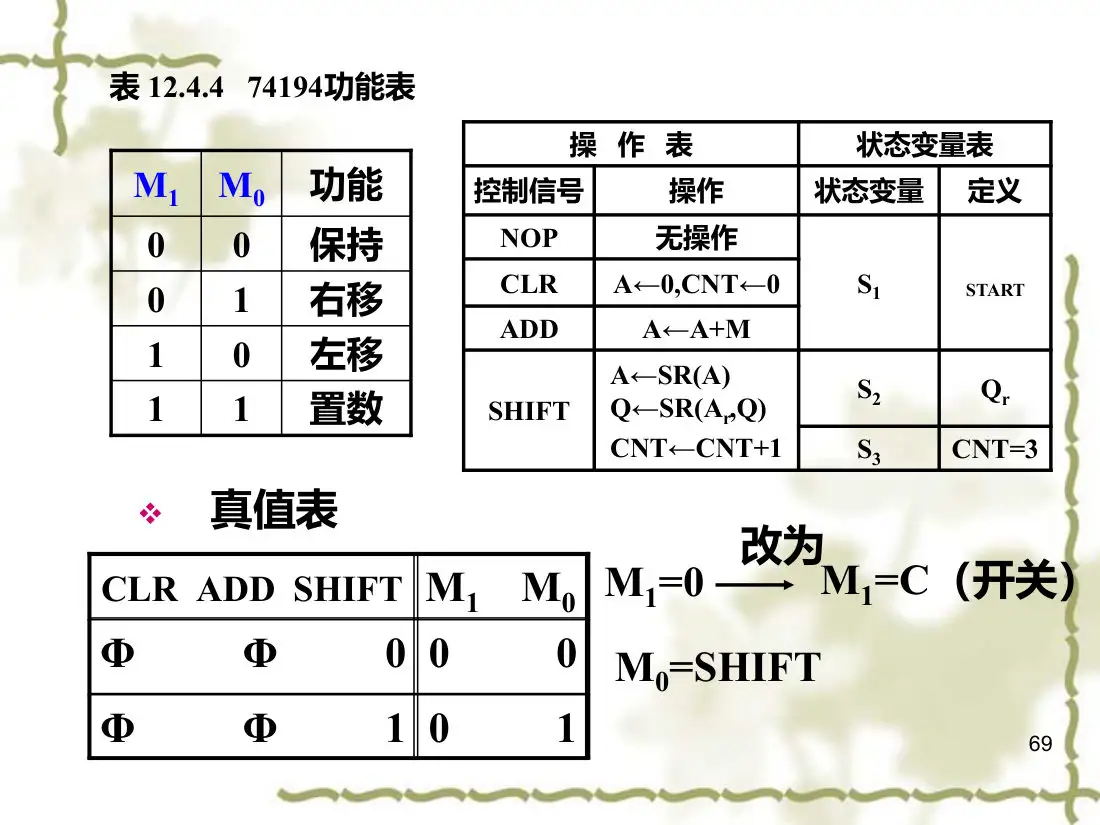 表 12.4.4 74194功能表
M1 M0 功能
0 0 保持
0 1 右移
1 0 左移
1 1 置数
操 作 表 状态变量表
控制信号 操作 状态变量 定义
NOP 无操作
CLR A←0,CNT←0 S1 START
ADD A←A+M
SHIFT A←SR(A)
Q←SR(Ar,Q)
CNT←CNT+1
S2 Qr
S3 CNT=3
❖ 真值表
CLR ADD SHIFT M1 M0
Φ Φ 0 0 0
Φ Φ 1 0 1
改为
M1=0 → M1=C（开关）
M0=SHIFT
69